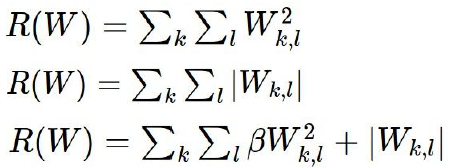 R(W) = ∑_k ∑_l W_{k,l}^2
R(W) = ∑_k ∑_l |W_{k,l}|
R(W) = ∑_k ∑_l βW_{k,l}^2 + |W_{k,l}|